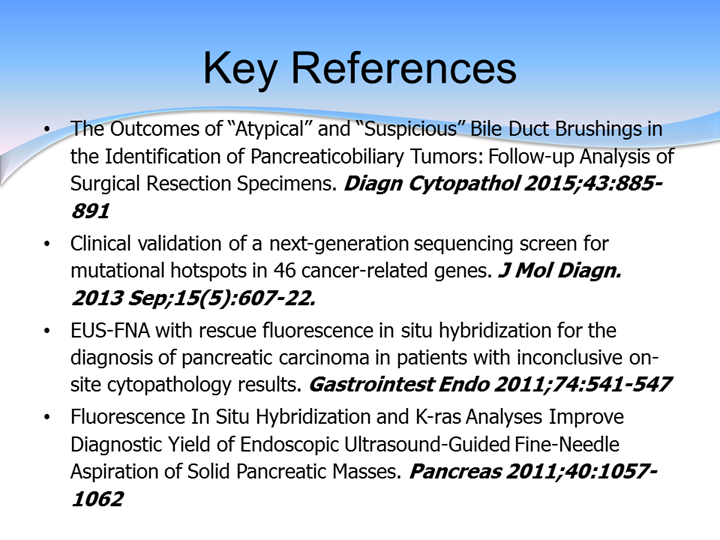 Key References
• The Outcomes of “Atypical” and “Suspicious” Bile Duct Brushings in
the Identification of Pancreaticobiliary Tumors: Follow-up Analysis of
Surgical Resection Specimens. Diagn Cytopathol 2015;43:885-
891
• Clinical validation of a next-generation sequencing screen for
mutational hotspots in 46 cancer-related genes. J Mol Diagn.
2013 Sep;15(5):607-22.
• EUS-FNA with rescue fluorescence in situ hybridization for the
diagnosis of pancreatic carcinoma in patients with inconclusive on-
site cytopathology results. Gastrointest Endo 2011;74:541-547
• Fluorescence In Situ Hybridization and K-ras Analyses Improve
Diagnostic Yield of Endoscopic Ultrasound-Guided Fine-Needle
Aspiration of Solid Pancreatic Masses. Pancreas 2011;40:1057-
1062